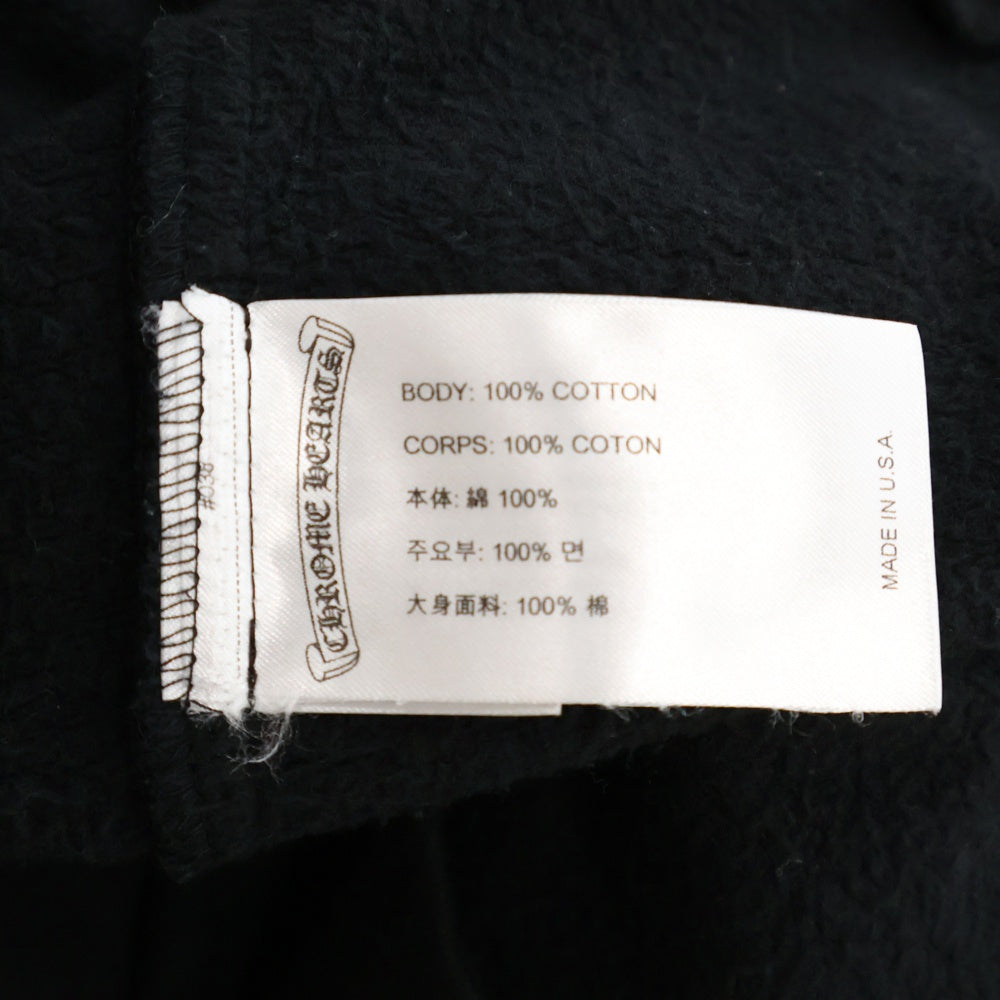 #038
CHROME HEARTS
BODY: 100% COTTON
CORPS: 100% COTON
本体: 綿 100%
주요부: 100% 면
大身面料: 100% 棉
MADE IN U.S.A.